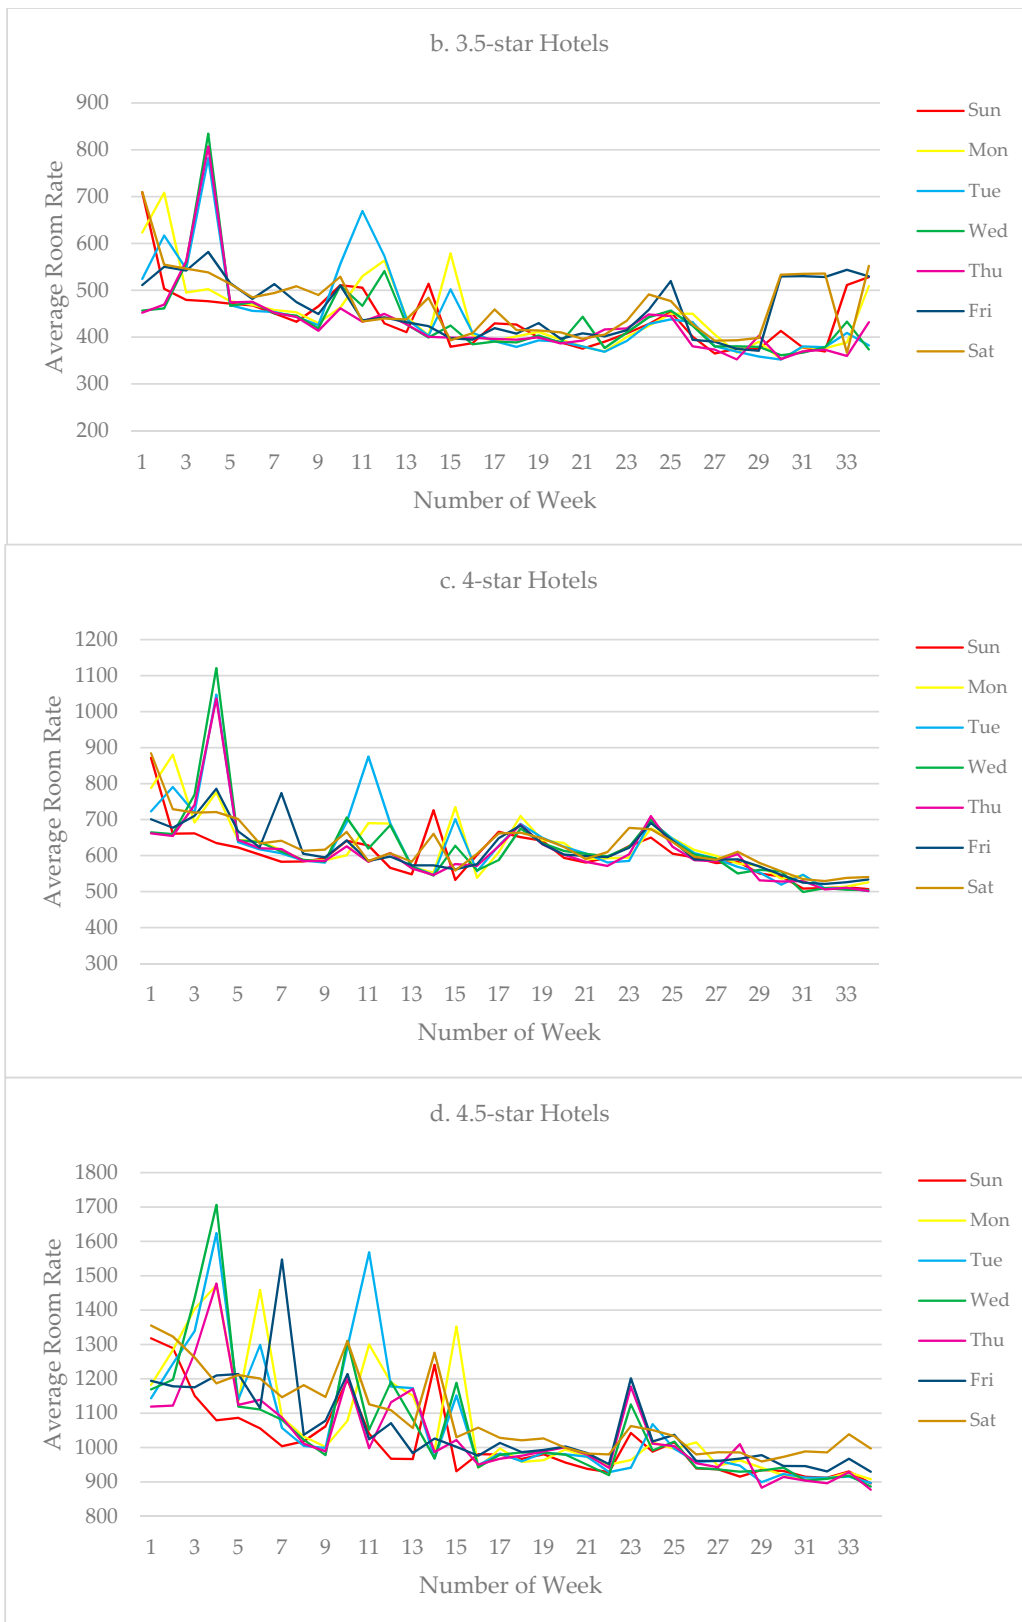 b. 3.5-star Hotels
900
800
700
600
500
400
300
200
Average Room Rate
1 3 5 7 9 11 13 15 17 19 21 23 25 27 29 31 33
Number of Week
Sun
Mon
Tue
Wed
Thu
Fri
Sat
c. 4-star Hotels
1200
1100
1000
900
800
700
600
500
400
300
Average Room Rate
1 3 5 7 9 11 13 15 17 19 21 23 25 27 29 31 33
Number of Week
Sun
Mon
Tue
Wed
Thu
Fri
Sat
d. 4.5-star Hotels
1800
1700
1600
1500
1400
1300
1200
1100
1000
900
800
Average Room Rate
1 3 5 7 9 11 13 15 17 19 21 23 25 27 29 31 33
Number of Week
Sun
Mon
Tue
Wed
Thu
Fri
Sat